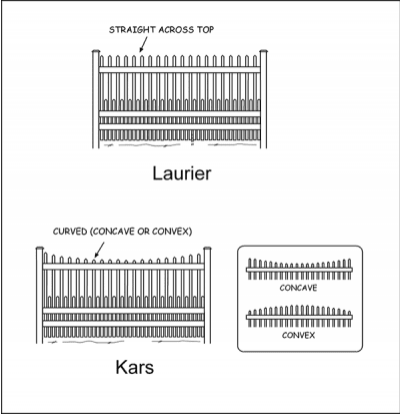 STRAIGHT ACROSS TOP
Laurier
CURVED (CONCAVE OR CONVEX)
CONCAVE
CONVEX
Kars